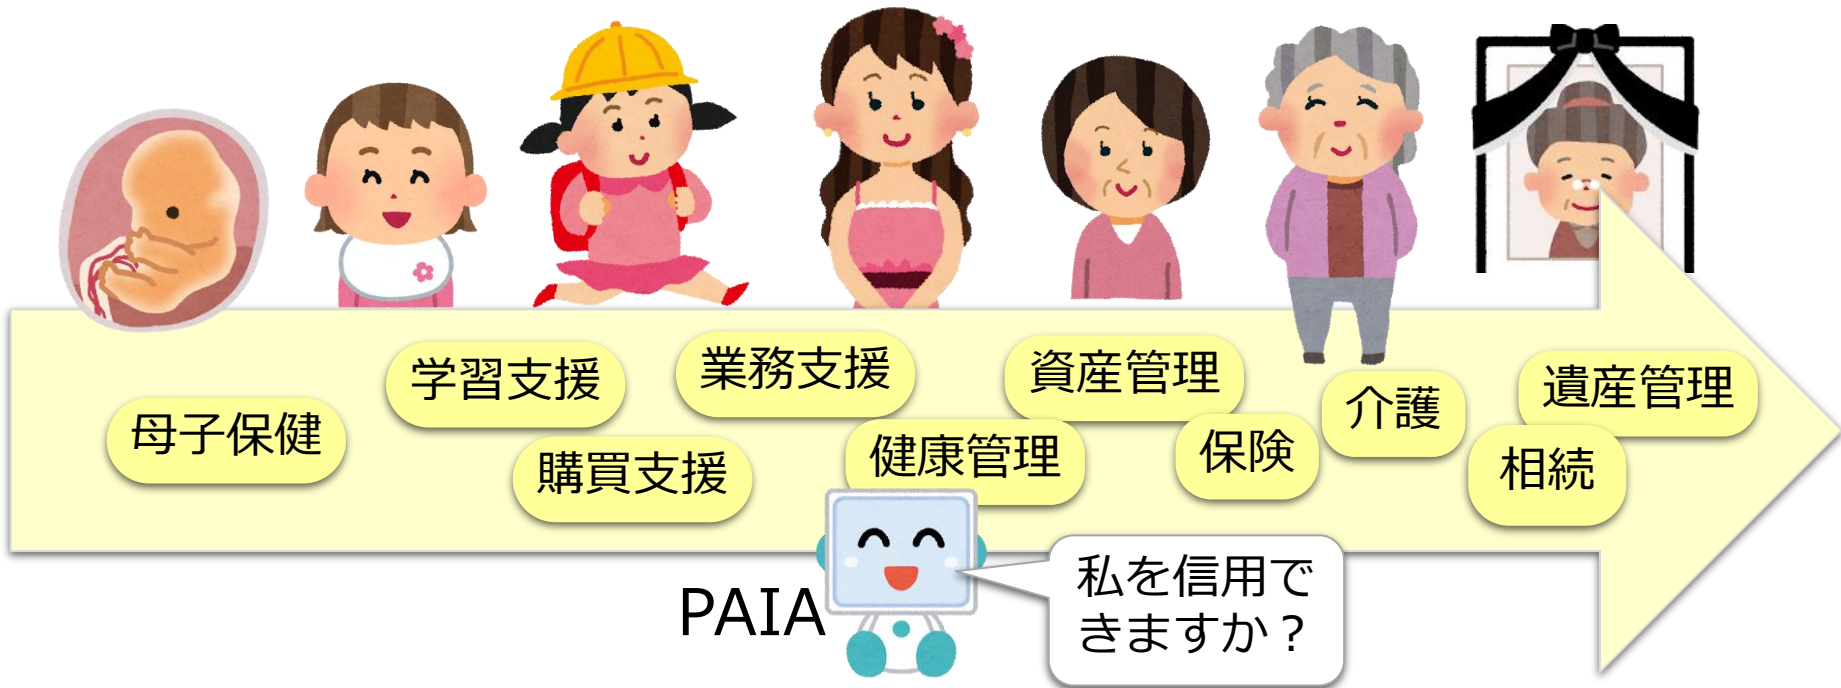 母子保健
学習支援
購買支援
業務支援
健康管理
資産管理
保険
介護
相続
遺産管理
PAIA
私を信用で
きますか？